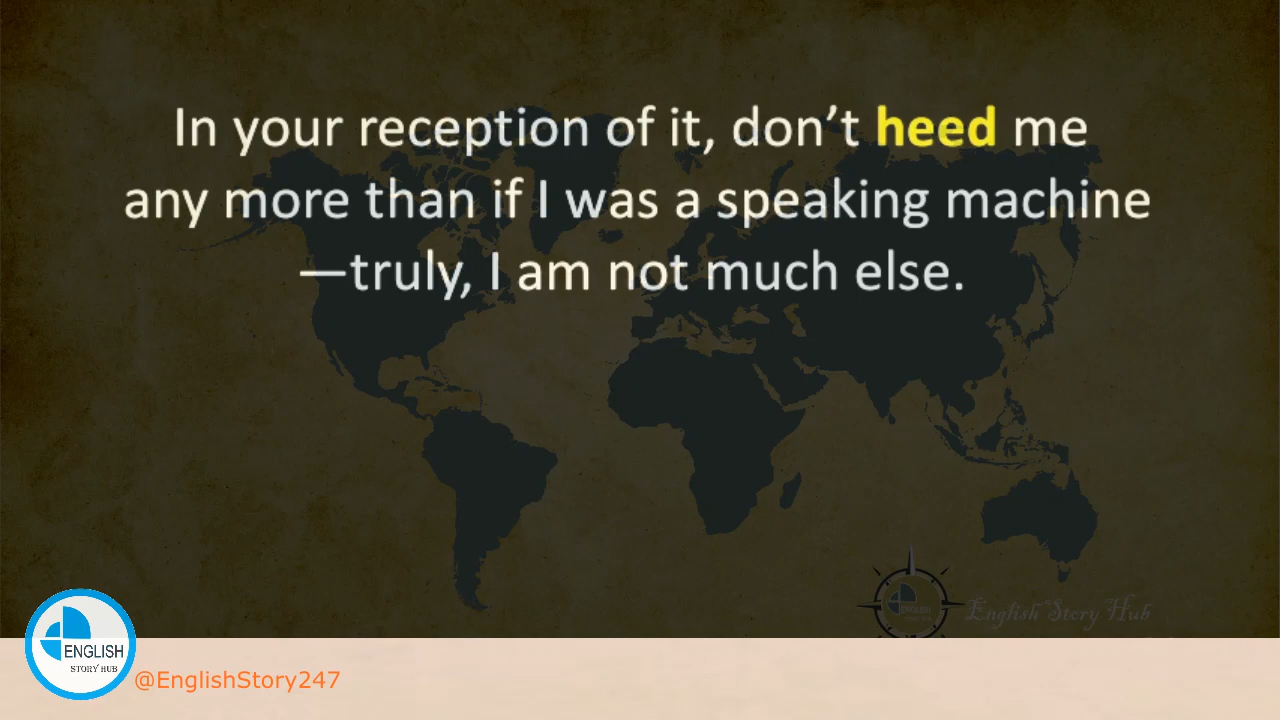 In your reception of it, don’t heed me
any more than if I was a speaking machine
—truly, I am not much else.
English Story Hub
ENGLISH
STORY HUB
@EnglishStory247